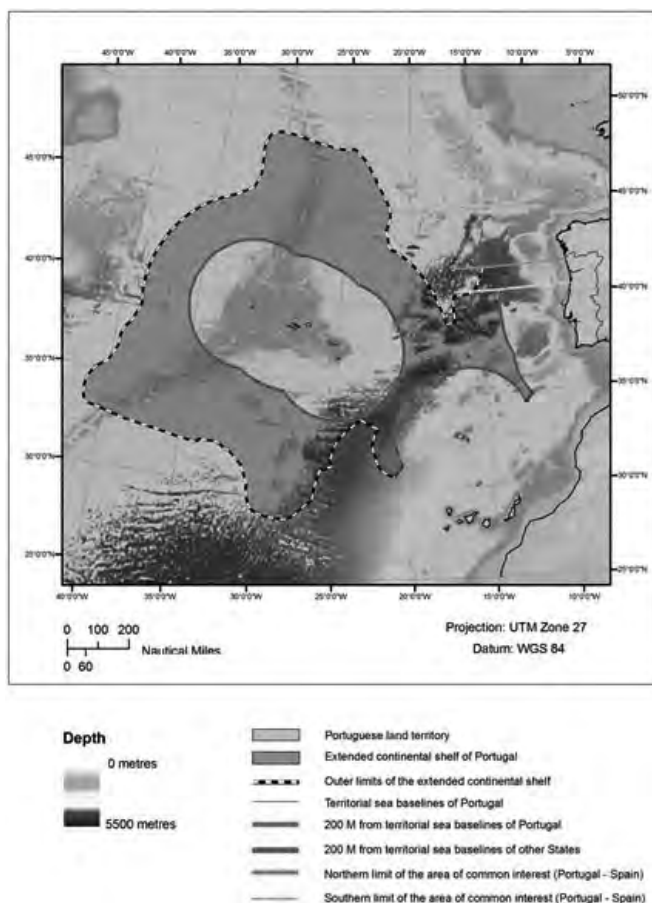 45°0'0"W 40°0'0"W 35°0'0"W 30°0'0"W 25°0'0"W 20°0'0"W 15°0'0"W 10°0'0"W 5°0'0"W
50°0'0"N
45°0'0"N 45°0'0"N
40°0'0"N 40°0'0"N
35°0'0"N 35°0'0"N
30°0'0"N 30°0'0"N
25°0'0"N 25°0'0"N
40°0'0"W 35°0'0"W 30°0'0"W 25°0'0"W 20°0'0"W 15°0'0"W 10°0'0"W
0 100 200
Nautical Miles
0 60
Projection: UTM Zone 27
Datum: WGS 84
Depth
0 metres
5500 metres
Portuguese land territory
Extended continental shelf of Portugal
Outer limits of the extended continental shelf
Territorial sea baselines of Portugal
200 M from territorial sea baselines of Portugal
200 M from territorial sea baselines of other States
Northern limit of the area of common interest (Portugal - Spain)
Southern limit of the area of common interest (Portugal - Spain)